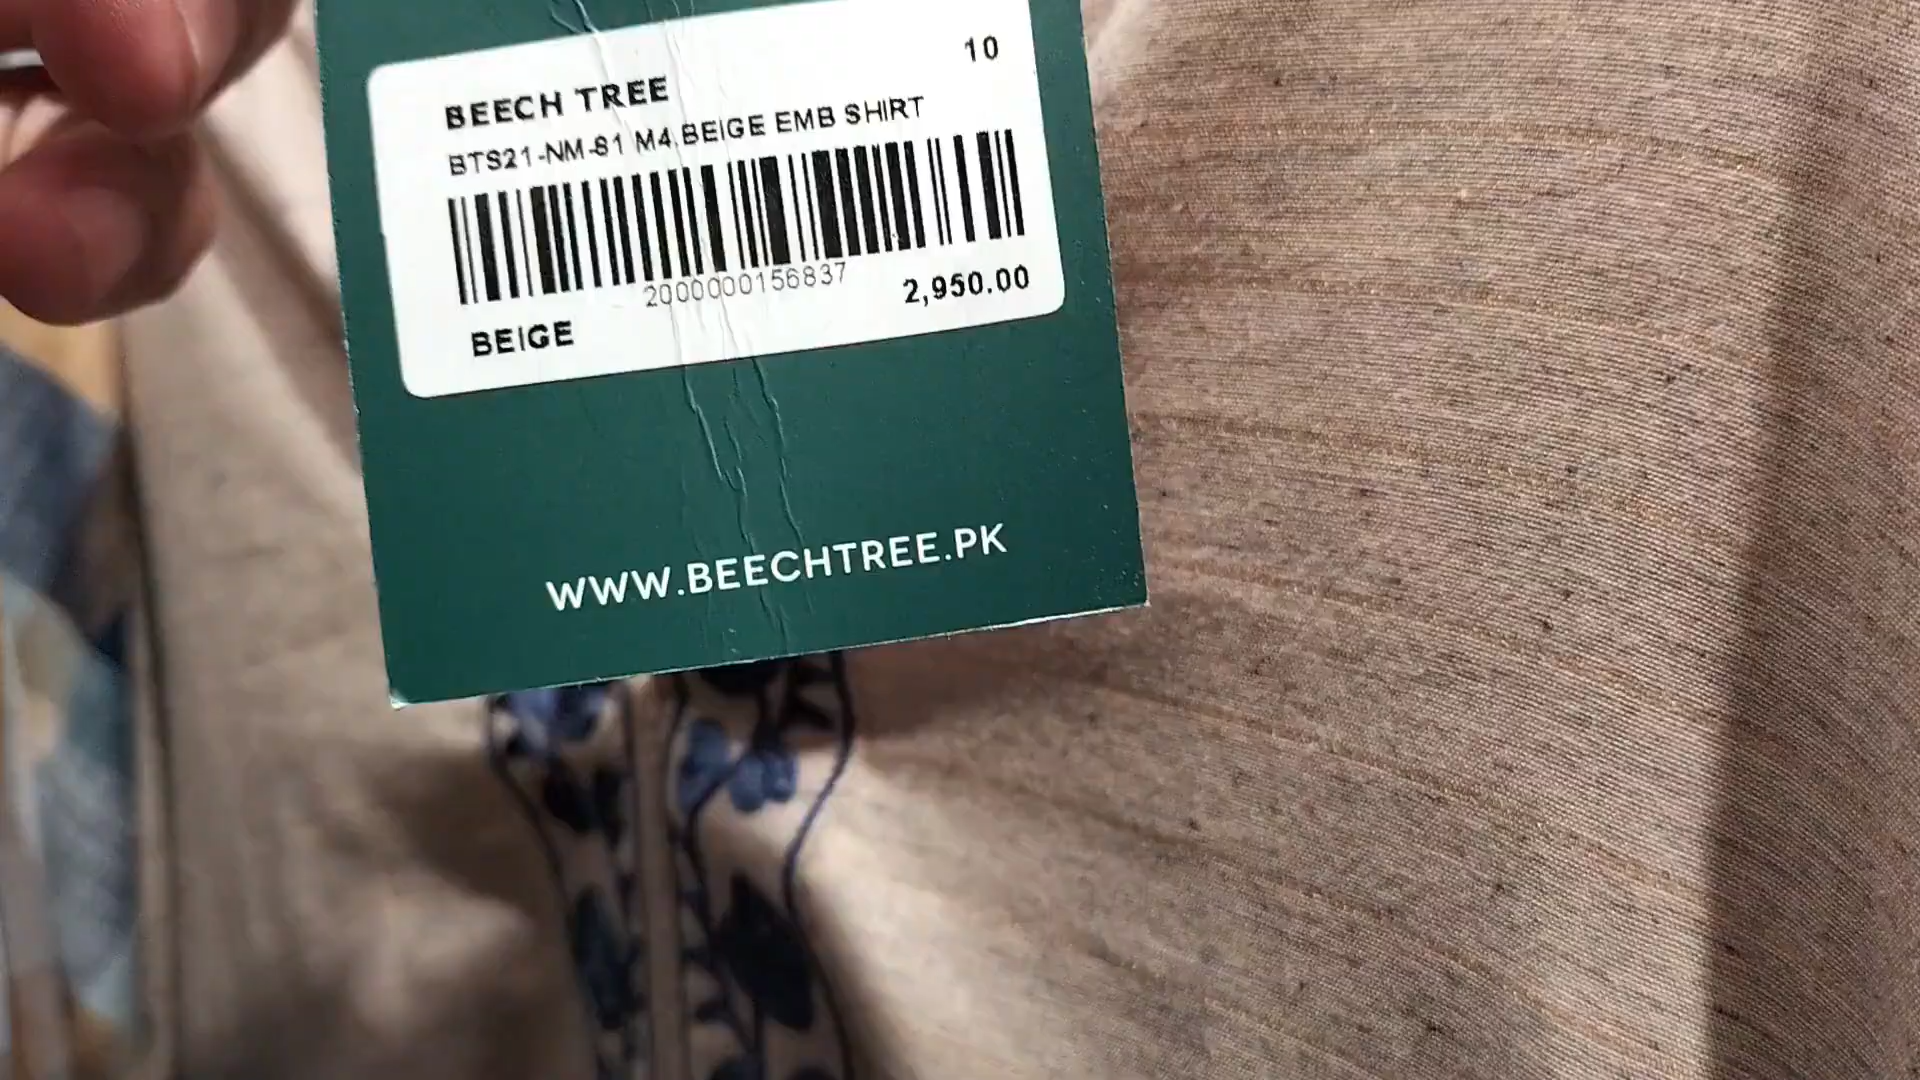 10
BEECH TREE
BTS21-NM-81 M4.BEIGE EMB SHIRT
2000000156837
2,950.00
BEIGE
WWW.BEECHTREE.PK